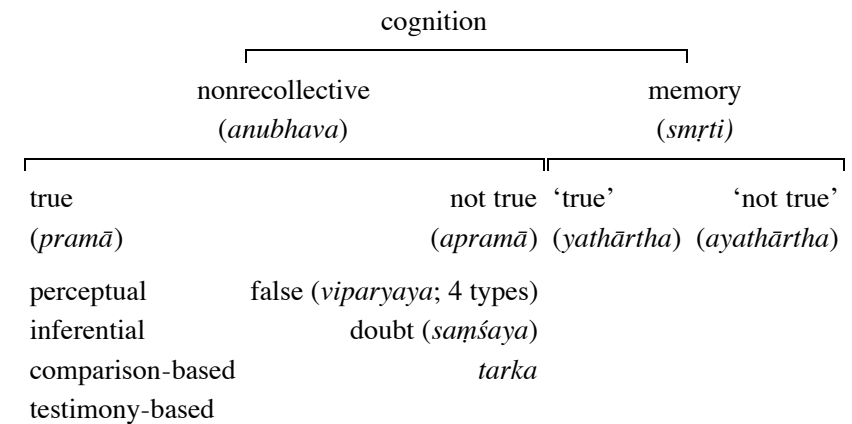 cognition
nonrecollective memory
(anubhava) (smṛti)
true not true ‘true’ ‘not true’
(pramā) (apramā) (yathārtha) (ayathārtha)
perceptual false (viparyaya; 4 types)
inferential doubt (saṃśaya)
comparison-based tarka
testimony-based